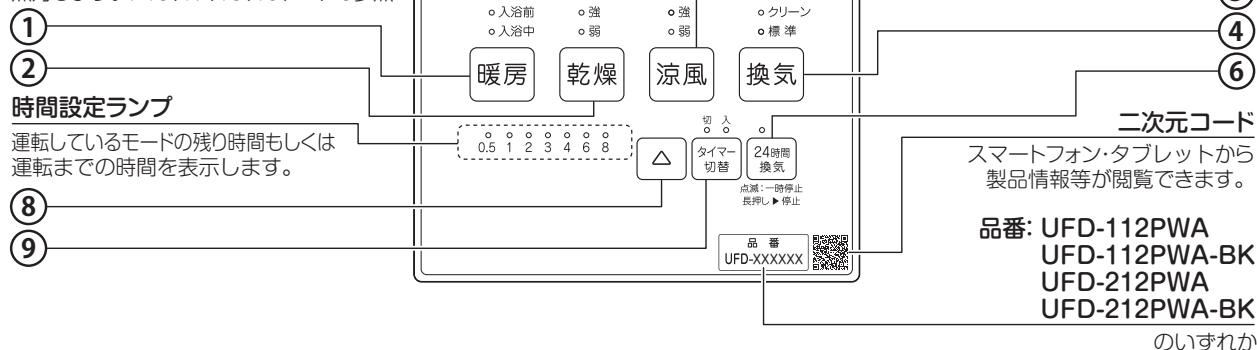 ①
②
時間設定ランプ
運転しているモードの残り時間もしくは
運転までの時間を表示します。
⑧
⑨
入浴前 強 強 クリーン
入浴中 弱 弱 標準
暖房 乾燥 涼風 換気
切 入
0.5 1 2 3 4 6 8
△
タイマー
切替
24時間
換気
点滅:一時停止
長押し▶停止
品 番
UFD-XXXXXX
④
⑥
二次元コード
スマートフォン・タブレットから
製品情報等が閲覧できます。
品番: UFD-112PWA
UFD-112PWA-BK
UFD-212PWA
UFD-212PWA-BK
のいずれか